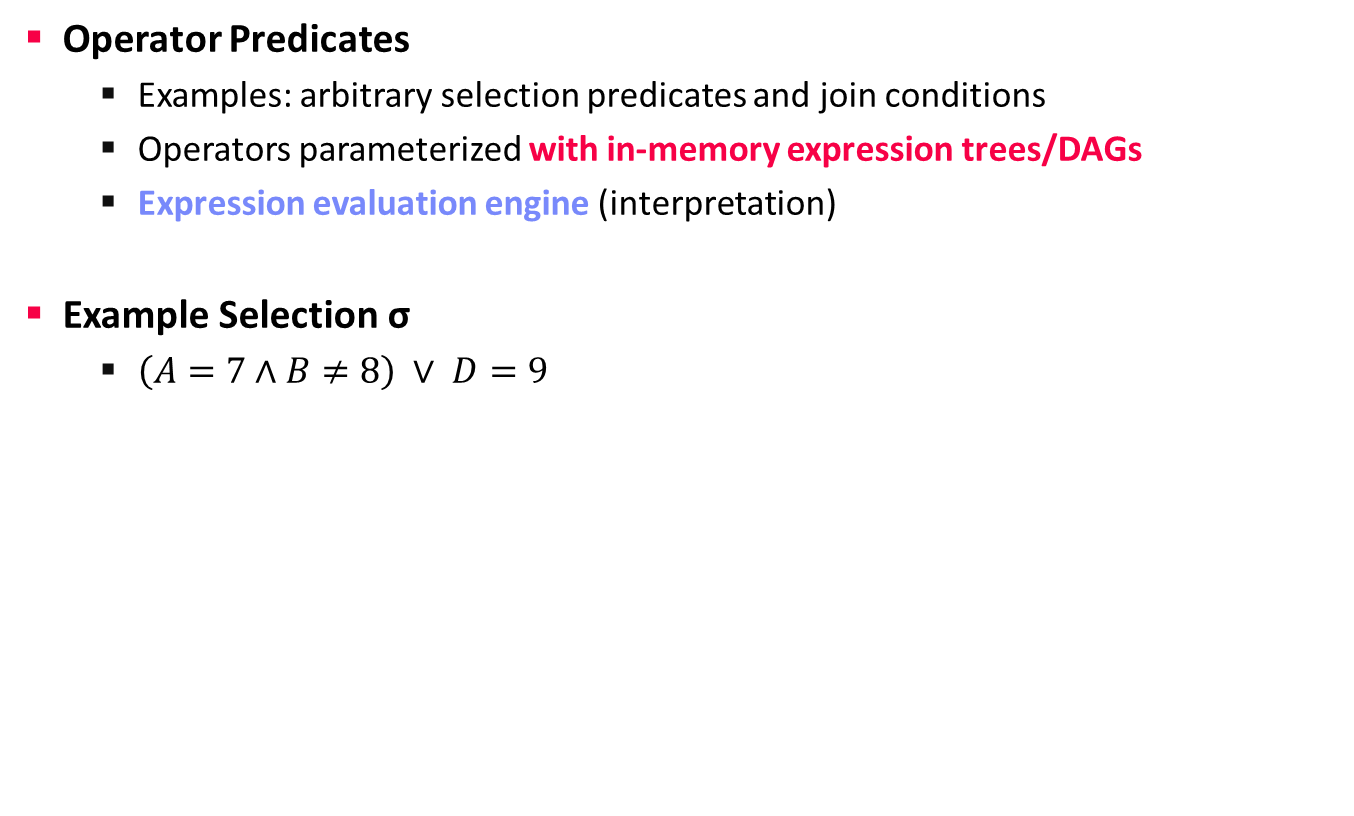 ▪ Operator Predicates
▪ Examples: arbitrary selection predicates and join conditions
▪ Operators parameterized with in-memory expression trees/DAGs
▪ Expression evaluation engine (interpretation)
▪ Example Selection σ
▪ (𝐴 = 7 ∧ 𝐵 ≠ 8) ∨ 𝐷 = 9